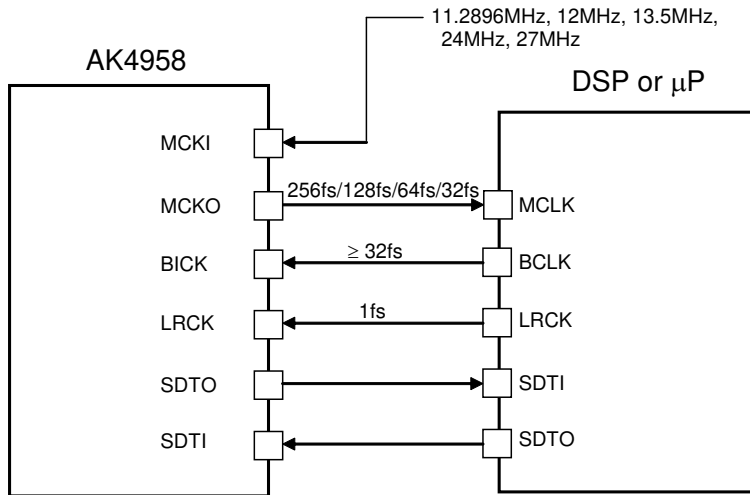 11.2896MHz, 12MHz, 13.5MHz,
24MHz, 27MHz
AK4958
DSP or μP
MCKI
MCKO
256fs/128fs/64fs/32fs
MCLK
BICK
≥ 32fs
BCLK
LRCK
1fs
LRCK
SDTO
SDTI
SDTI
SDTO